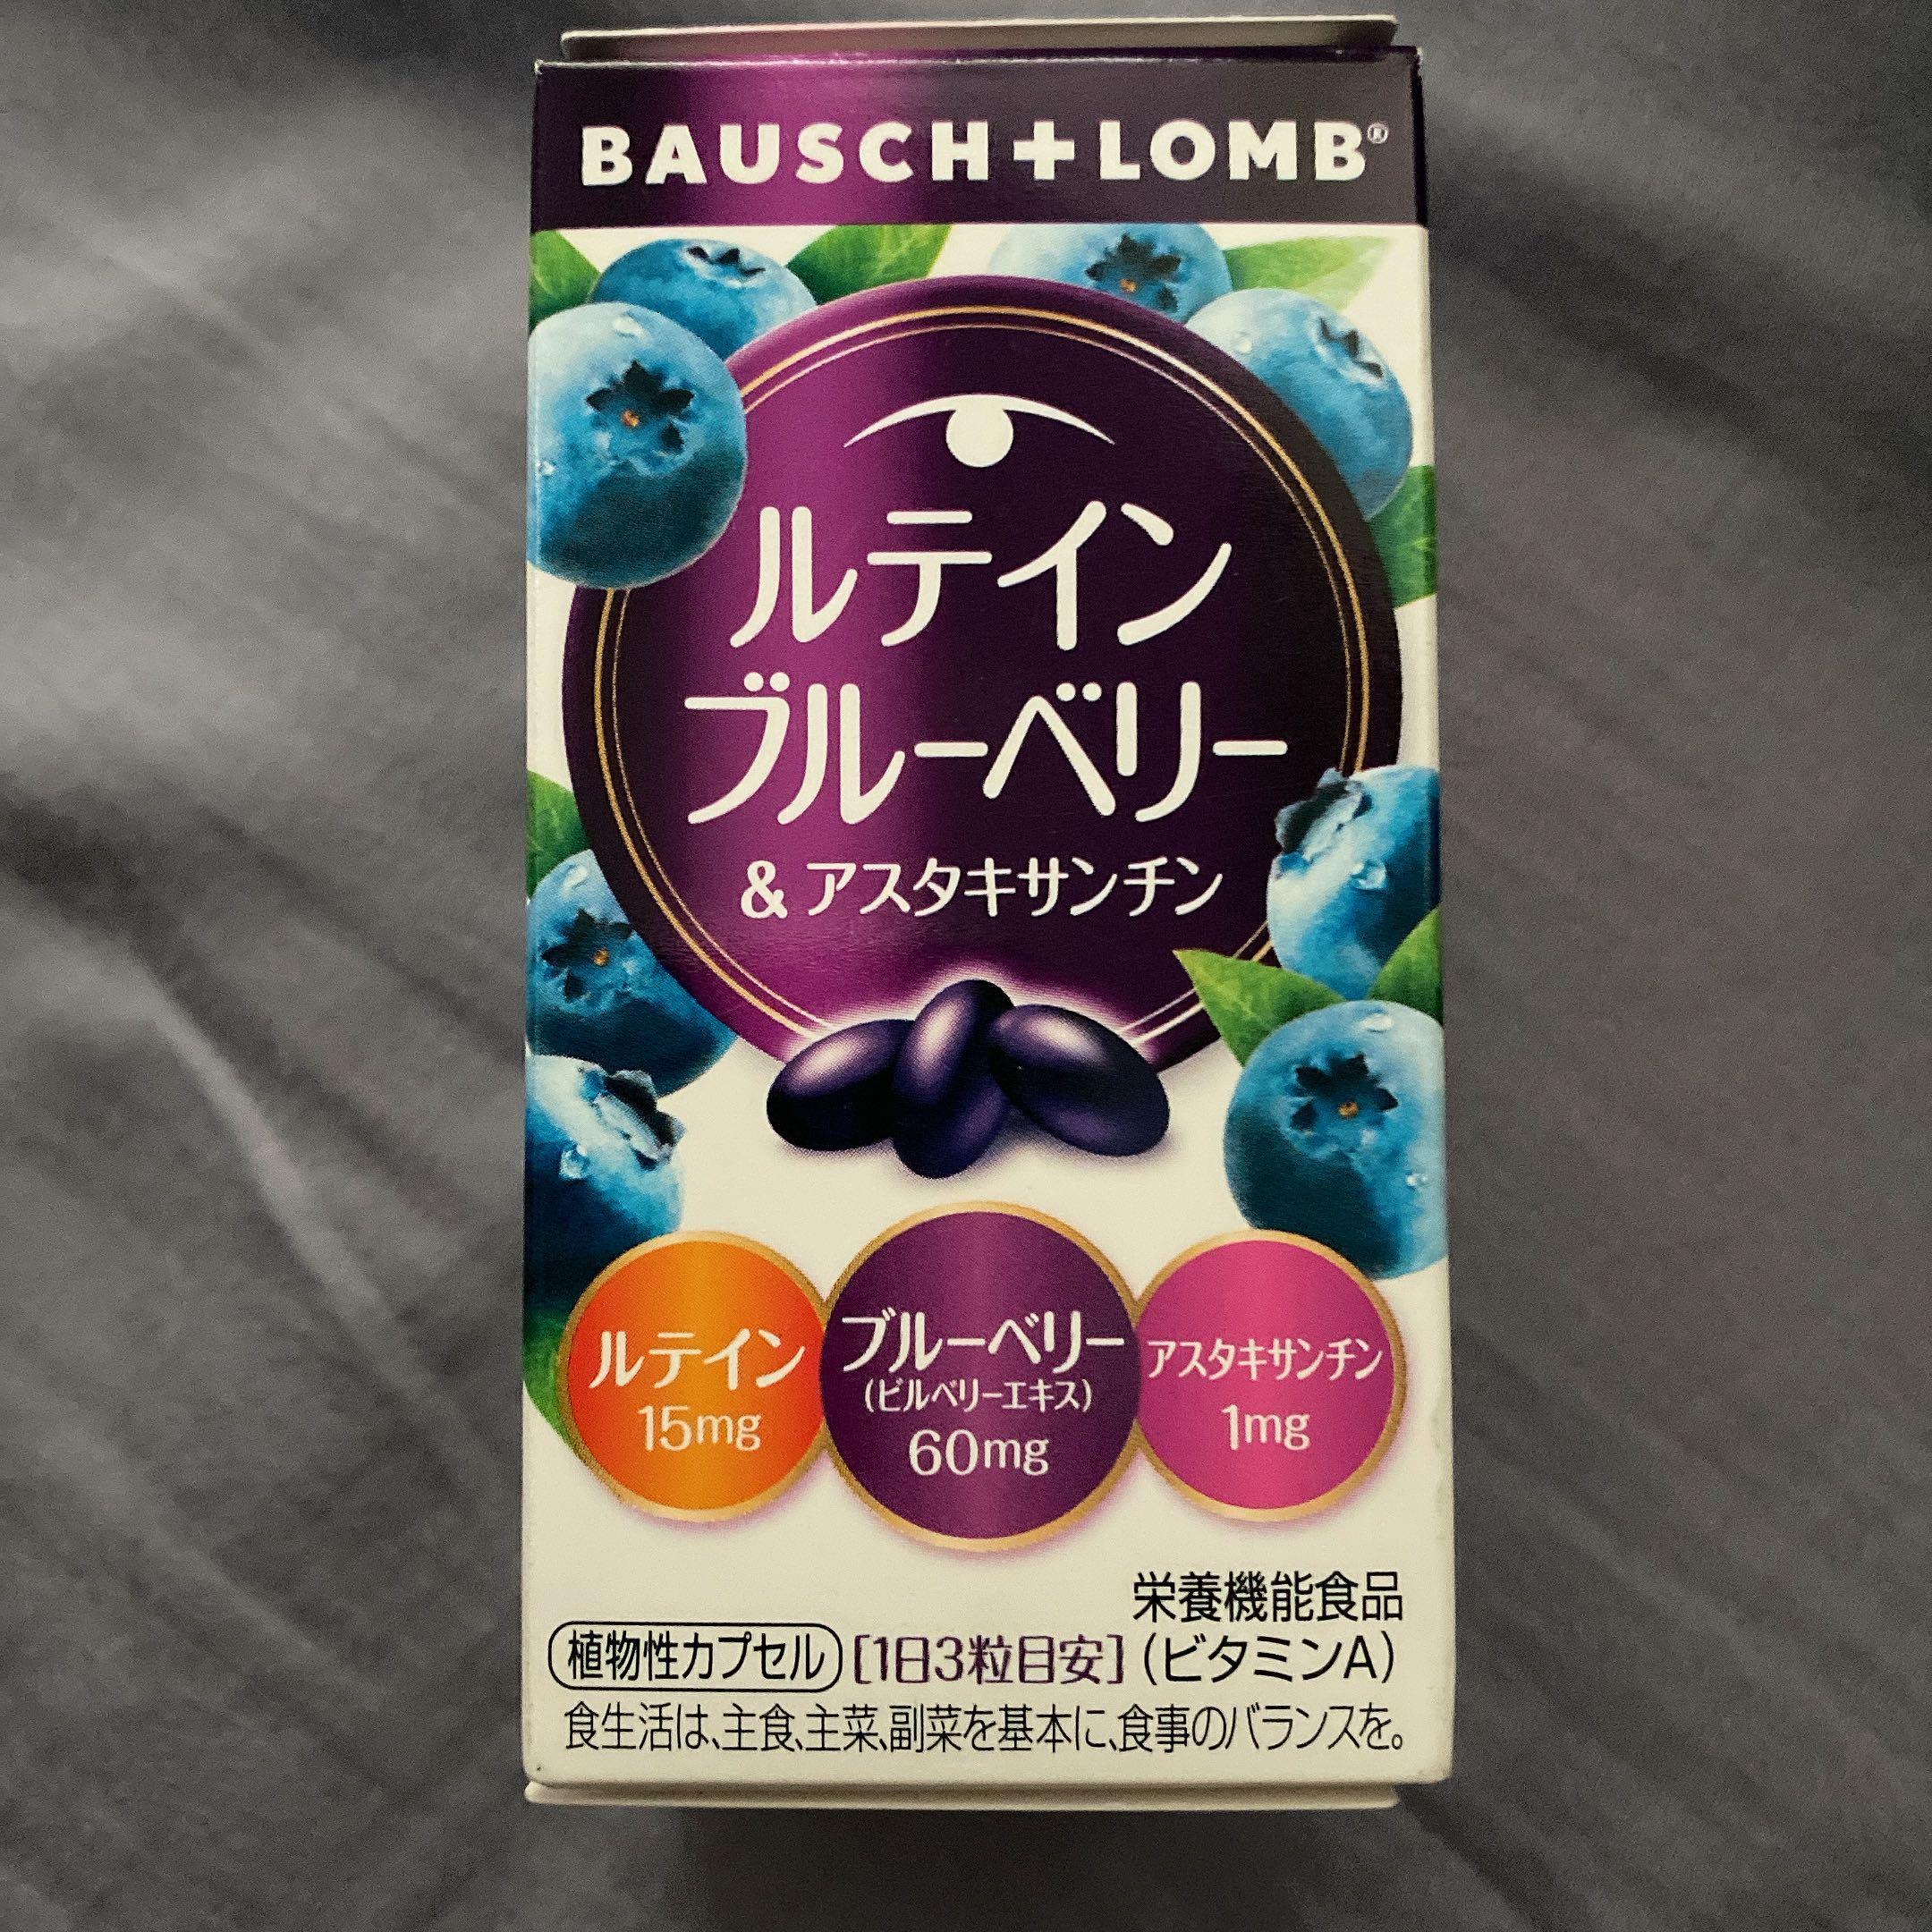 BAUSCH+LOMB®
ルテイン
ブルーベリー
&アスタキサンチン
ルテイン
15mg
ブルーベリー
(ビルベリーエキス)
60mg
アスタキサンチン
1mg
栄養機能食品
植物性カプセル [1日3粒目安] (ビタミンA)
食生活は、主食、主菜、副菜を基本に、食事のバランスを。